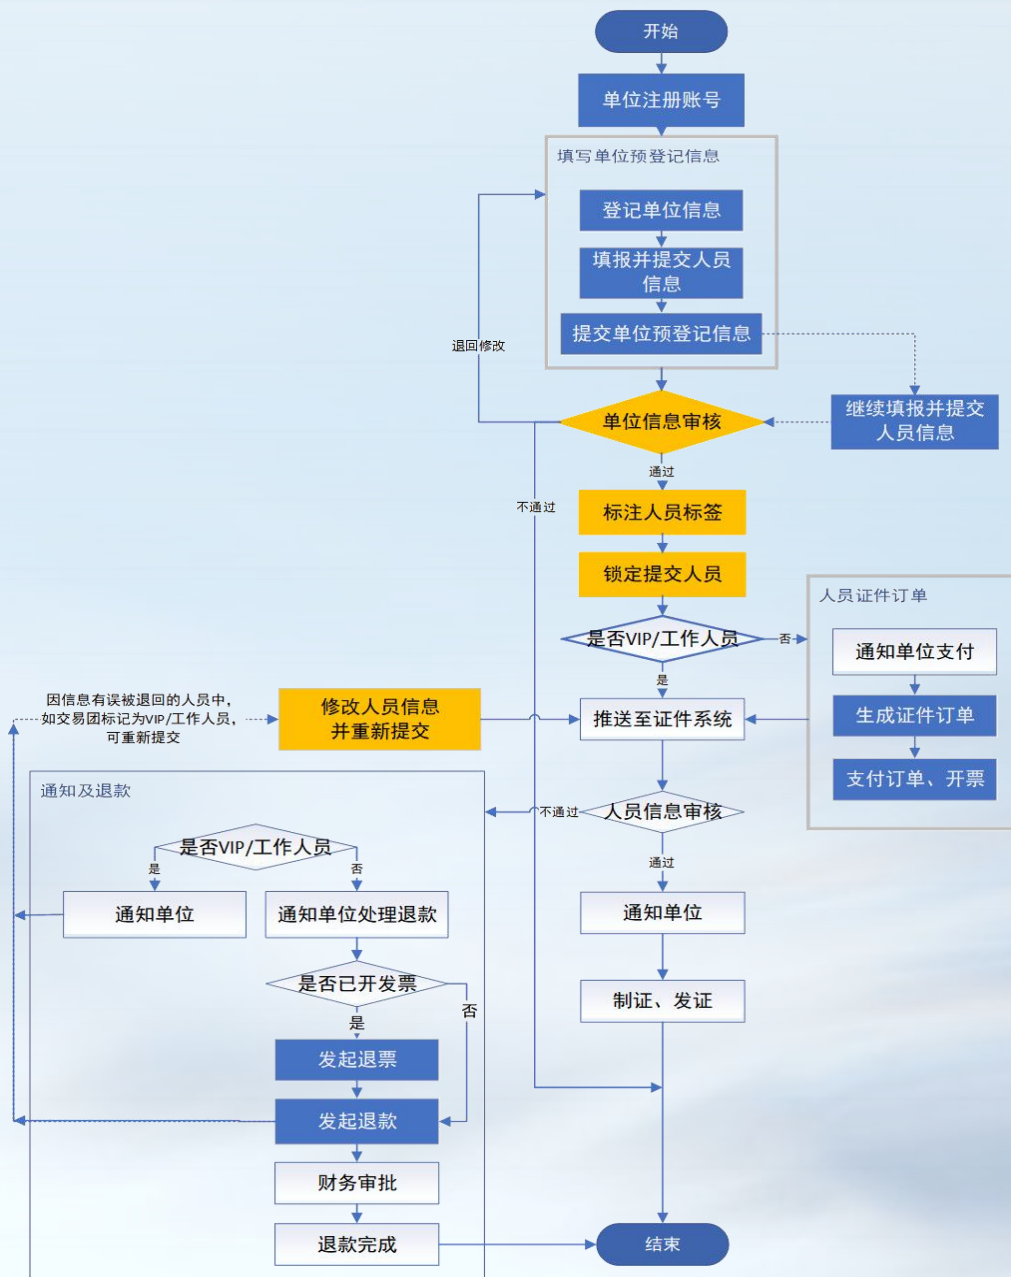 开始
单位注册账号
填写单位预登记信息
登记单位信息
填报并提交人员
信息
提交单位预登记信息
退回修改
单位信息审核
继续填报并提交
人员信息
通过
不通过
标注人员标签
锁定提交人员
人员证件订单
是否VIP/工作人员
否
通知单位支付
是
因信息有误被退回的人员中,
如交易团标记为VIP/工作人员,
可重新提交
修改人员信息
并重新提交
推送至证件系统
生成证件订单
支付订单、开票
通知及退款
不通过
人员信息审核
是否VIP/工作人员
是
否
通过
通知单位
通知单位处理退款
通知单位
是否已开发票
制证、发证
否
是
发起退票
发起退款
财务审批
退款完成
结束